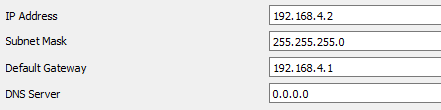 IP Address 192.168.4.2
Subnet Mask 255.255.255.0
Default Gateway 192.168.4.1
DNS Server 0.0.0.0